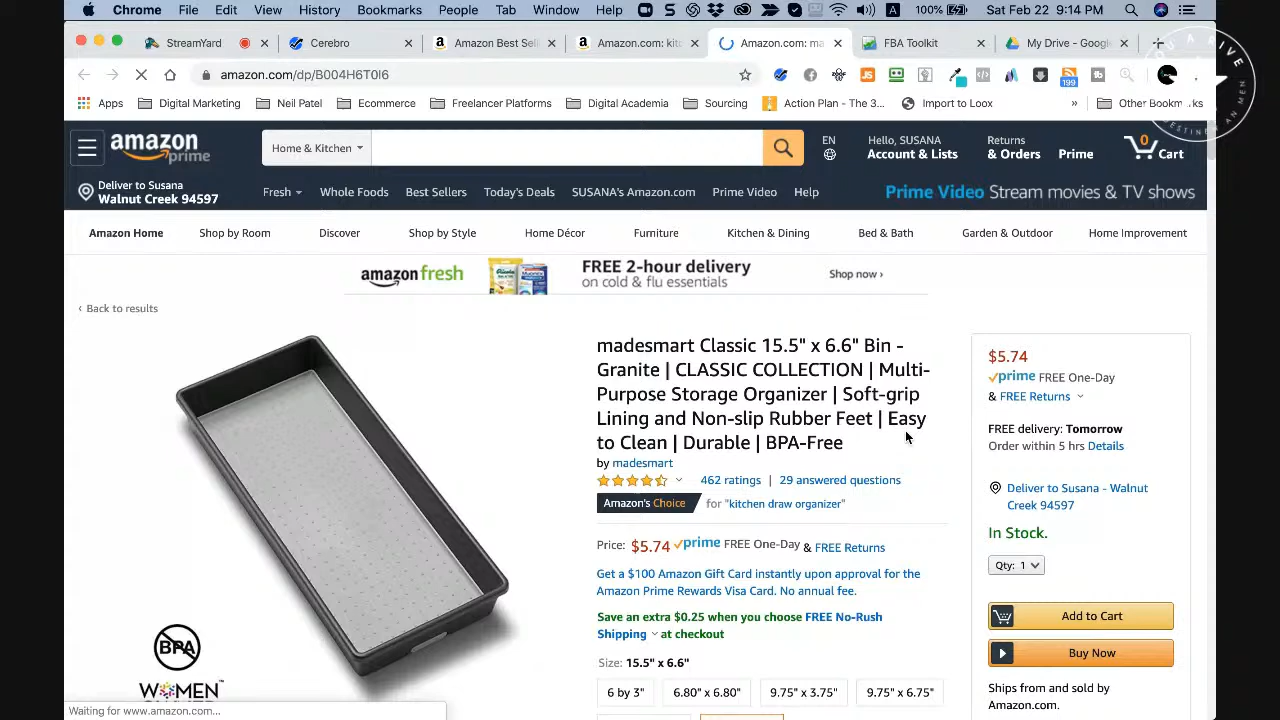 Chrome File Edit View History Bookmarks People Tab Window Help 100% Sat Feb 22 9:14 PM
StreamYard Cerebro Amazon Best Sell Amazon.com: kitc Amazon.com: ma FBA Toolkit My Drive - Google
amazon.com/dp/B004H6T0I6
199
Apps Digital Marketing Neil Patel Ecommerce Freelancer Platforms Digital Academia Sourcing Action Plan - The 3... Import to Loox » Other Bookm
amazon prime
Home & Kitchen
EN
Hello, SUSANA
Account & Lists
Returns
& Orders
Prime
0
Cart
Deliver to Susana
Walnut Creek 94597
Fresh Whole Foods Best Sellers Today's Deals SUSANA's Amazon.com Prime Video Help
Prime Video Stream movies & TV shows
Amazon Home Shop by Room Discover Shop by Style Home Décor Furniture Kitchen & Dining Bed & Bath Garden & Outdoor Home Improvement
amazon fresh
FREE 2-hour delivery
on cold & flu essentials
Shop now ›
‹ Back to results
madesmart Classic 15.5" x 6.6" Bin -
Granite | CLASSIC COLLECTION | Multi-
Purpose Storage Organizer | Soft-grip
Lining and Non-slip Rubber Feet | Easy
to Clean | Durable | BPA-Free
by madesmart
462 ratings | 29 answered questions
Amazon's Choice for "kitchen draw organizer"
Price: $5.74 prime FREE One-Day & FREE Returns
Get a $100 Amazon Gift Card instantly upon approval for the
Amazon Prime Rewards Visa Card. No annual fee.
Save an extra $0.25 when you choose FREE No-Rush
Shipping at checkout
Size: 15.5" x 6.6"
6 by 3" 6.80" x 6.80" 9.75" x 3.75" 9.75" x 6.75"
BPA
WOMEN
$5.74
prime FREE One-Day
& FREE Returns
FREE delivery: Tomorrow
Order within 5 hrs Details
Deliver to Susana - Walnut
Creek 94597
In Stock.
Qty: 1
Add to Cart
Buy Now
Ships from and sold by
Amazon.com.
Waiting for www.amazon.com...